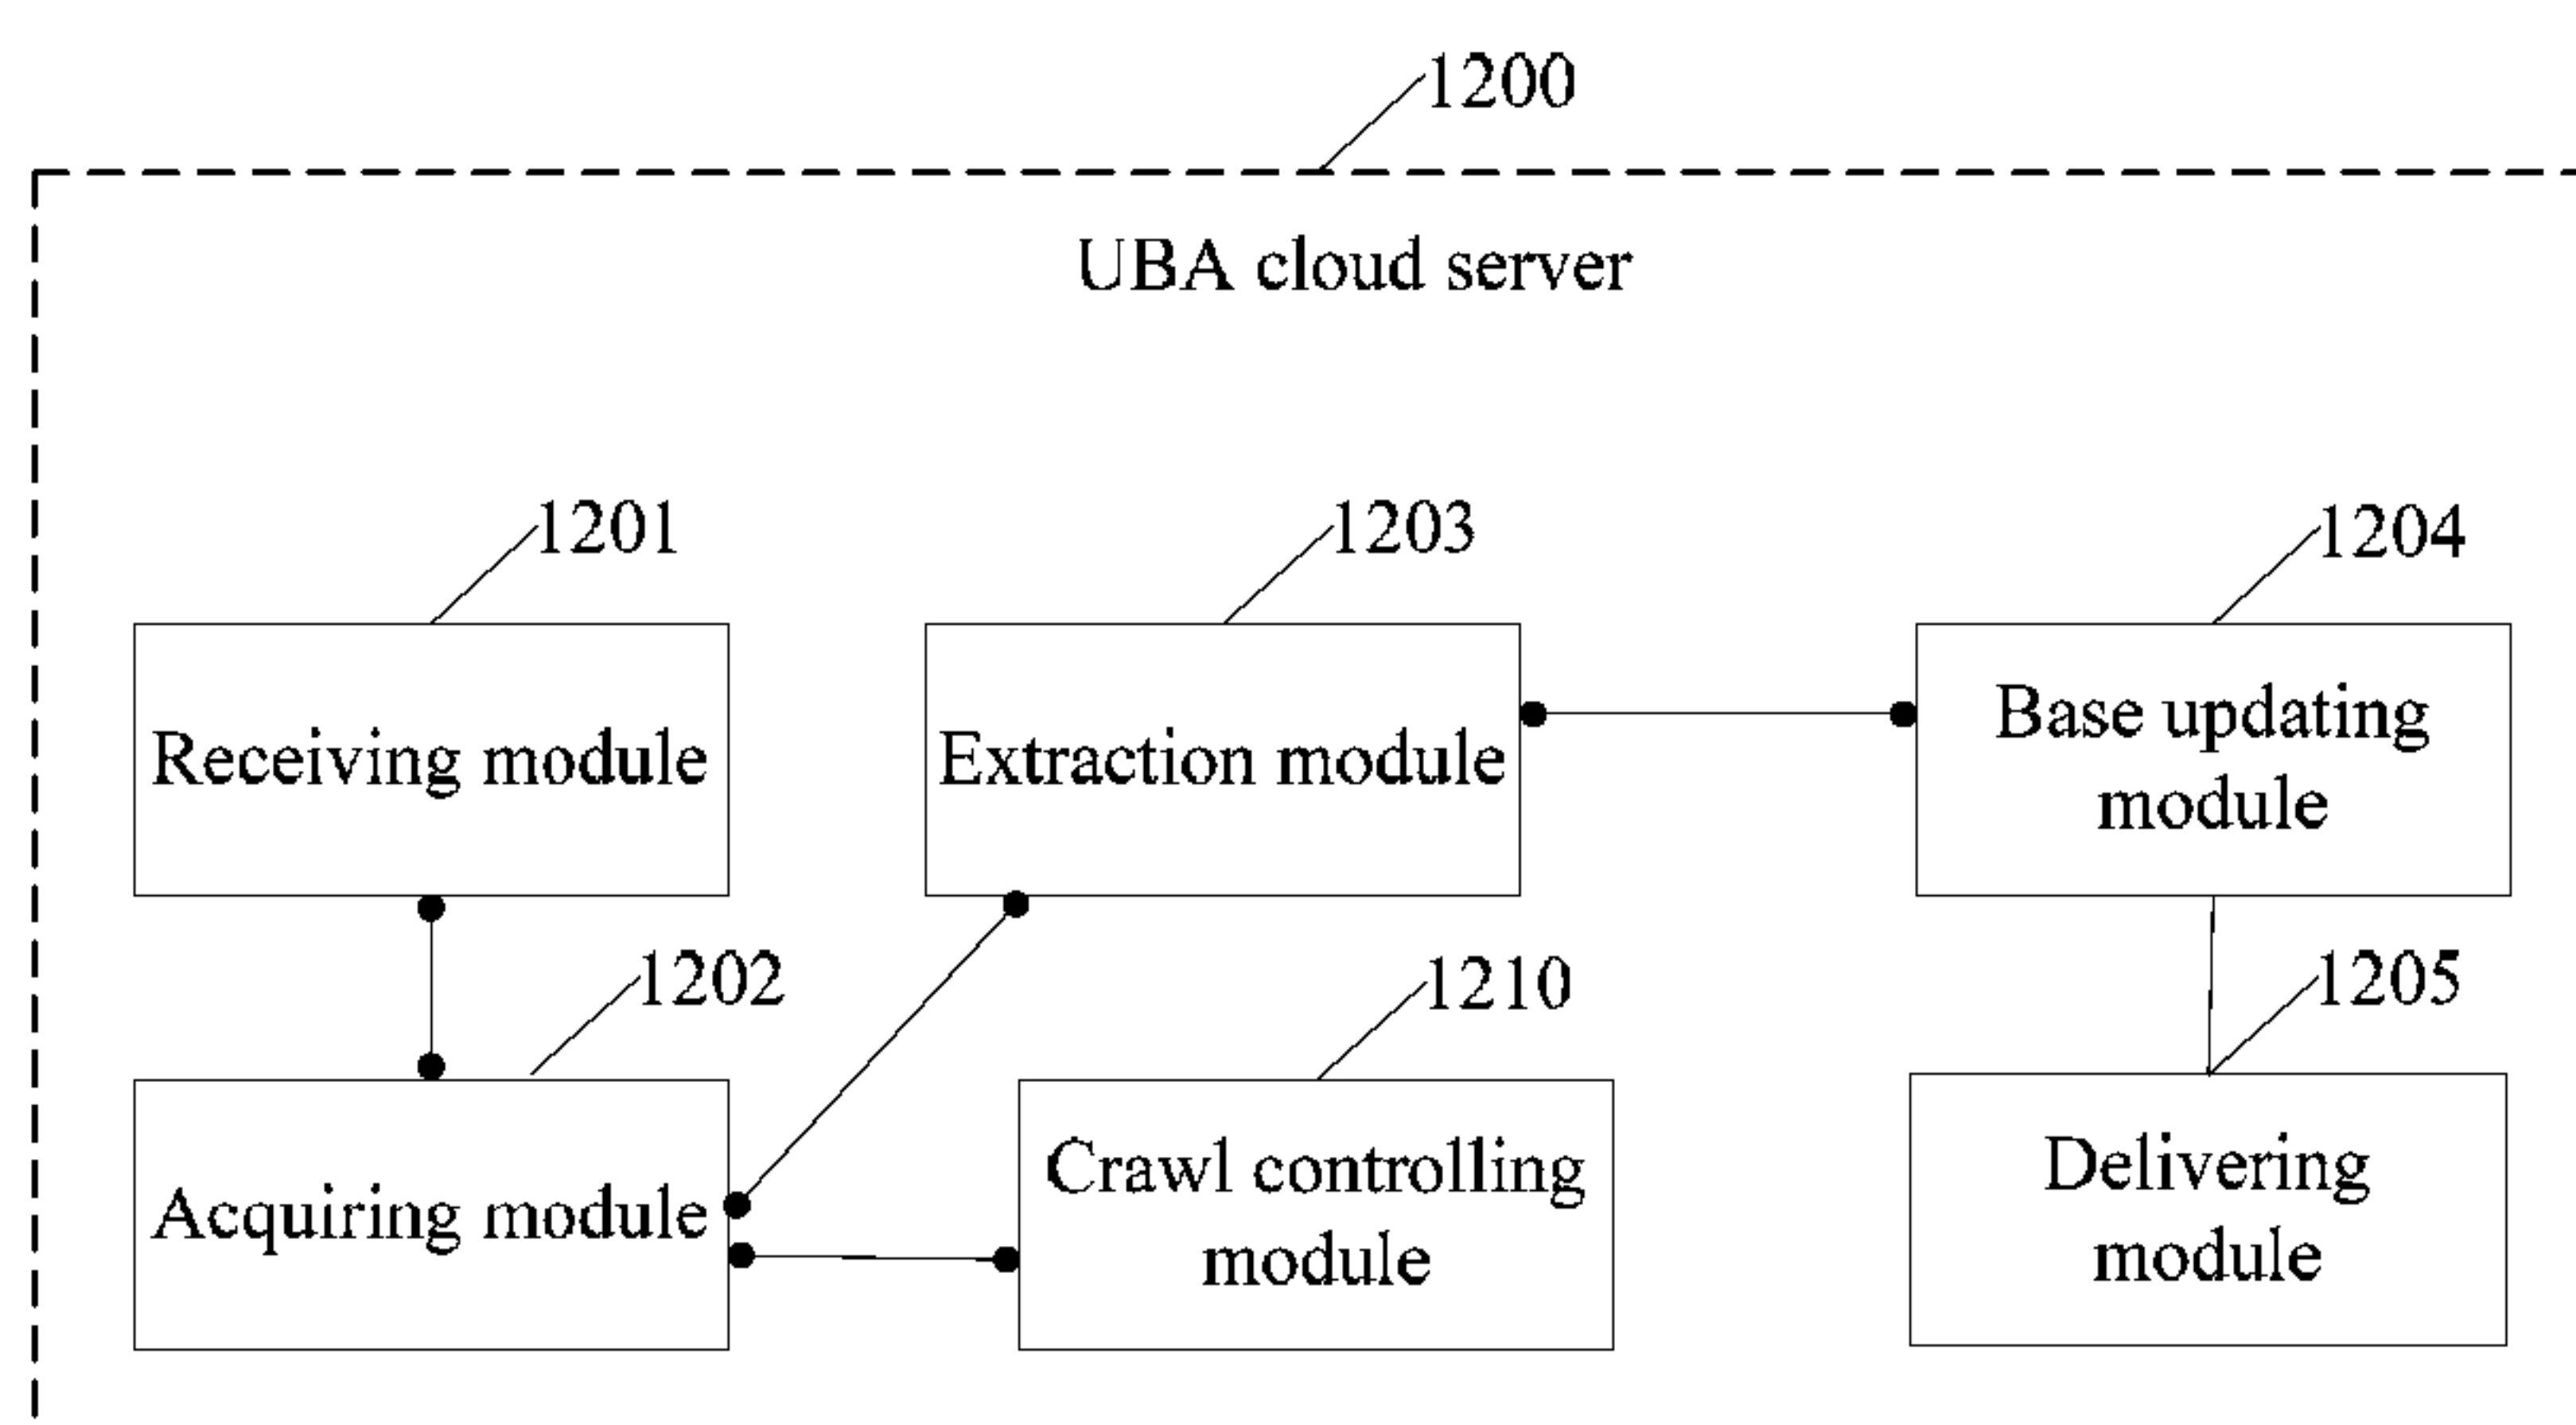 1200
UBA cloud server
1201
1203
1204
Receiving module
Extraction module
Base updating
module
1202
1210
1205
Acquiring module
Crawl controlling
module
Delivering
module